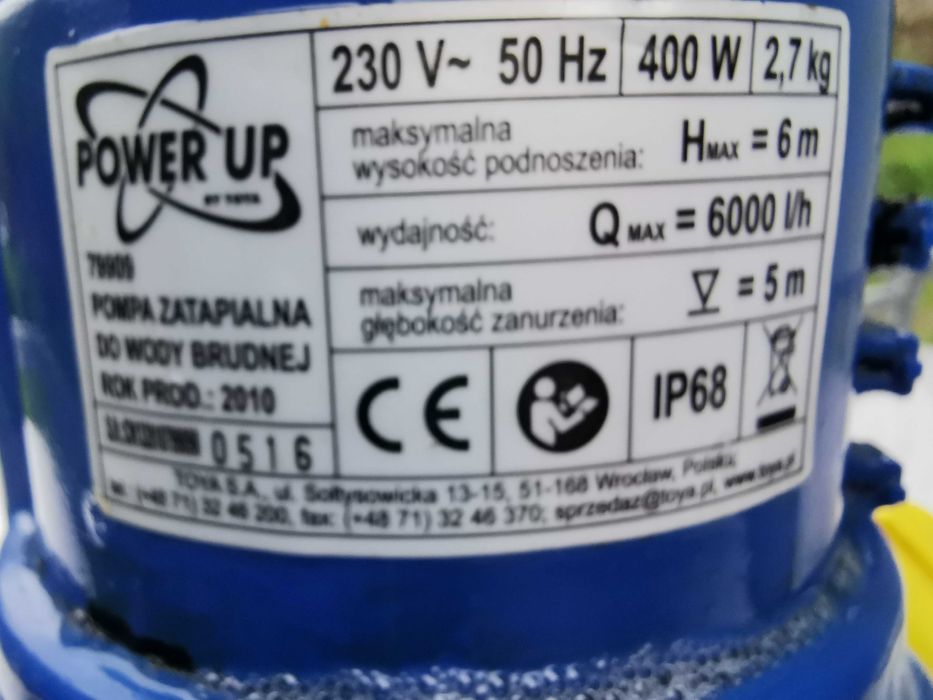 POWER UP
BY TOYA
79909
POMPA ZATAPIALNA
DO WODY BRUDNEJ
ROK PROD.: 2010
0516
230 V~ 50 Hz 400 W 2,7 kg
maksymalna
wysokość podnoszenia: HMAX = 6 m
wydajność: Q MAX = 6000 l/h
maksymalna
głębokość zanurzenia: = 5 m
CE IP68
TOYA S.A., ul. Sołtysowicka 13-15, 51-168 Wrocław, Polska;
tel. (+48 71) 32 46 200, fax: (+48 71) 32 46 370; sprzedaz@toya.pl, www.toya.pl